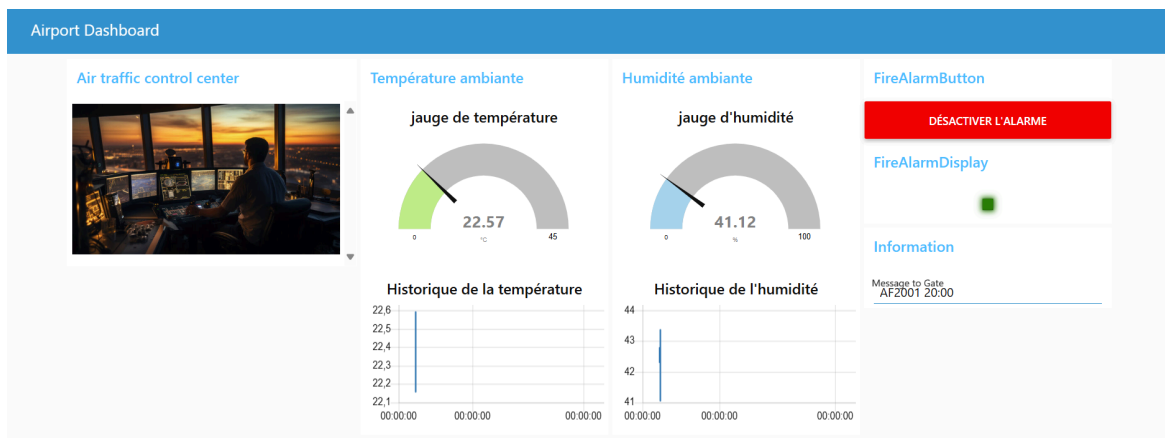 Airport Dashboard
Air traffic control center
Température ambiante
jauge de température
22.57
0
°C
45
Historique de la température
22,6
22,5
22,4
22,3
22,2
22,1
00:00:00 00:00:00 00:00:00
Humidité ambiante
jauge d'humidité
41.12
0
%
100
Historique de l'humidité
44
43
42
41
00:00:00 00:00:00 00:00:00
FireAlarmButton
DÉSACTIVER L'ALARME
FireAlarmDisplay
Information
Message to Gate
AF2001 20:00